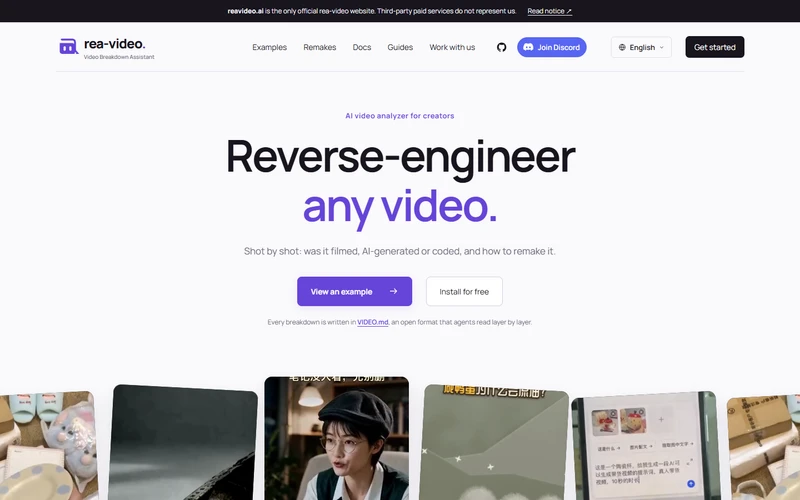 reavideo.ai is the only official rea-video website. Third-party paid services do not represent us. Read notice ↗
rea-video.
Video Breakdown Assistant
Examples Remakes Docs Guides Work with us Join Discord English Get started
AI video analyzer for creators
Reverse-engineer
any video.
Shot by shot: was it filmed, AI-generated or coded, and how to remake it.
View an example → Install for free
Every breakdown is written in VIDEO.md, an open format that agents read layer by layer.